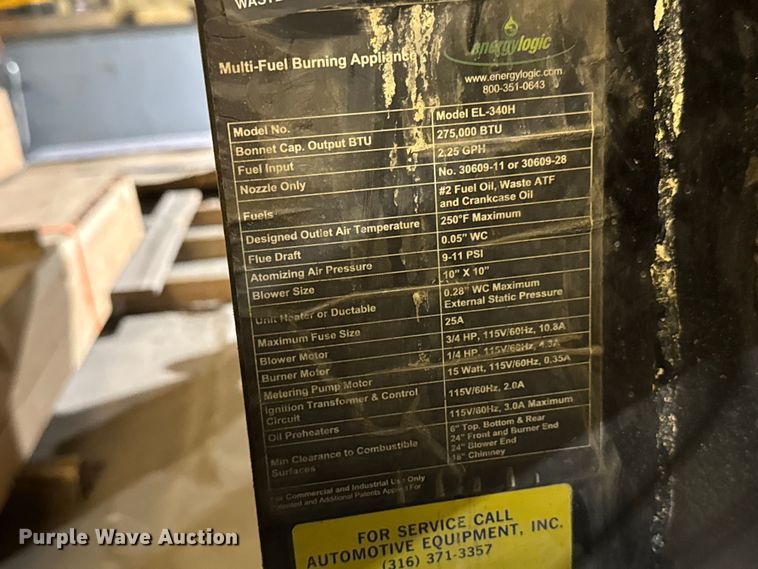 WASTE
energylogic
Multi-Fuel Burning Appliance
www.energylogic.com
800-351-0643
Model No. Model EL-340H
Bonnet Cap. Output BTU 275,000 BTU
Fuel Input 2.25 GPH
Nozzle Only No. 30609-11 or 30609-28
Fuels #2 Fuel Oil, Waste ATF
and Crankcase Oil
Designed Outlet Air Temperature 250°F Maximum
Flue Draft 0.05" WC
Atomizing Air Pressure 9-11 PSI
Blower Size 10" X 10"
Unit Heater or Ductable 0.28" WC Maximum
External Static Pressure
Maximum Fuse Size 25A
Blower Motor 3/4 HP, 115V/60Hz, 10.8A
Burner Motor 1/4 HP, 115V/60Hz, 4.3A
Metering Pump Motor 15 Watt, 115V/60Hz, 0.35A
Ignition Transformer & Control
Circuit 115V/60Hz, 2.0A
Oil Preheaters 115V/60Hz, 3.0A Maximum
Min Clearance to Combustible
Surfaces 6" Top, Bottom & Rear
24" Front and Burner End
24" Blower End
18" Chimney
For Commercial and Industrial Use Only
Patented and Additional Patents Applied For
FOR SERVICE CALL
AUTOMOTIVE EQUIPMENT, INC.
(316) 371-3357
Purple Wave Auction